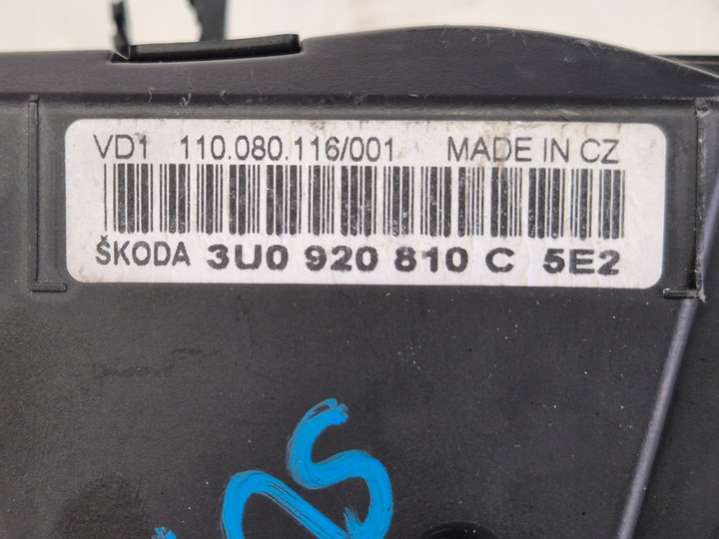 VD1 110.080.116/001 MADE IN CZ
ŠKODA 3U0 920 810 C 5E2